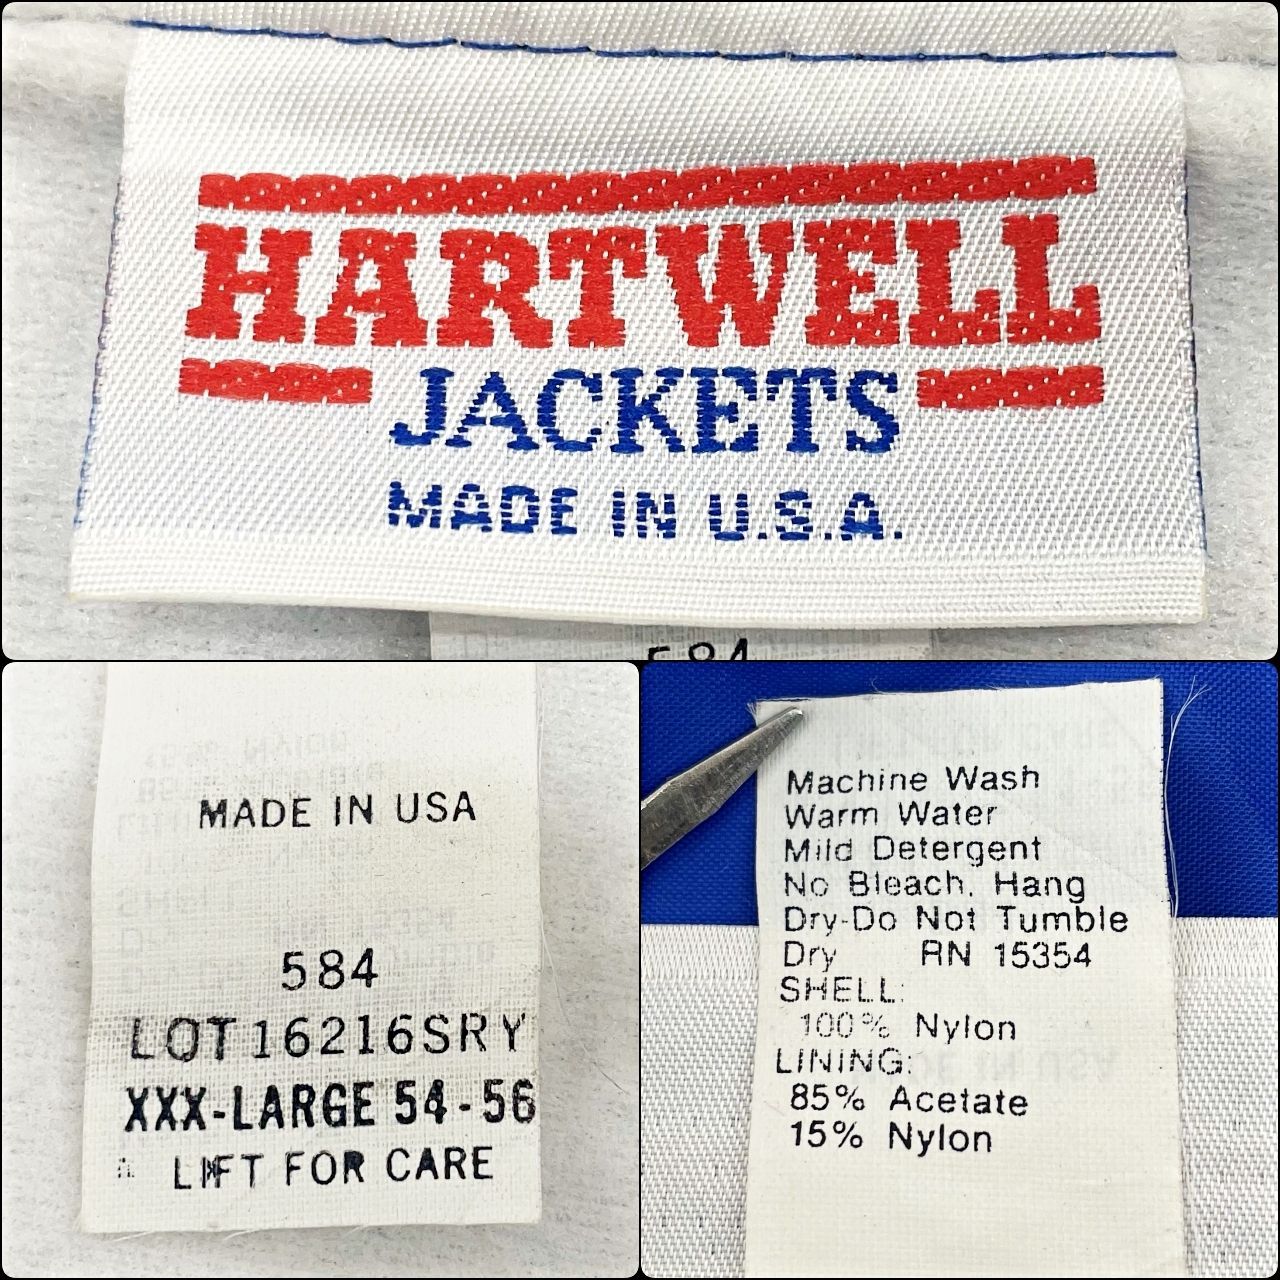 HARTWELL
JACKETS
MADE IN U.S.A.
584
MADE IN USA
584
LOT 16216SRY
XXX-LARGE 54-56
LIFT FOR CARE
Machine Wash
Warm Water
Mild Detergent
No Bleach. Hang
Dry-Do Not Tumble
Dry RN 15354
SHELL:
100% Nylon
LINING:
85% Acetate
15% Nylon